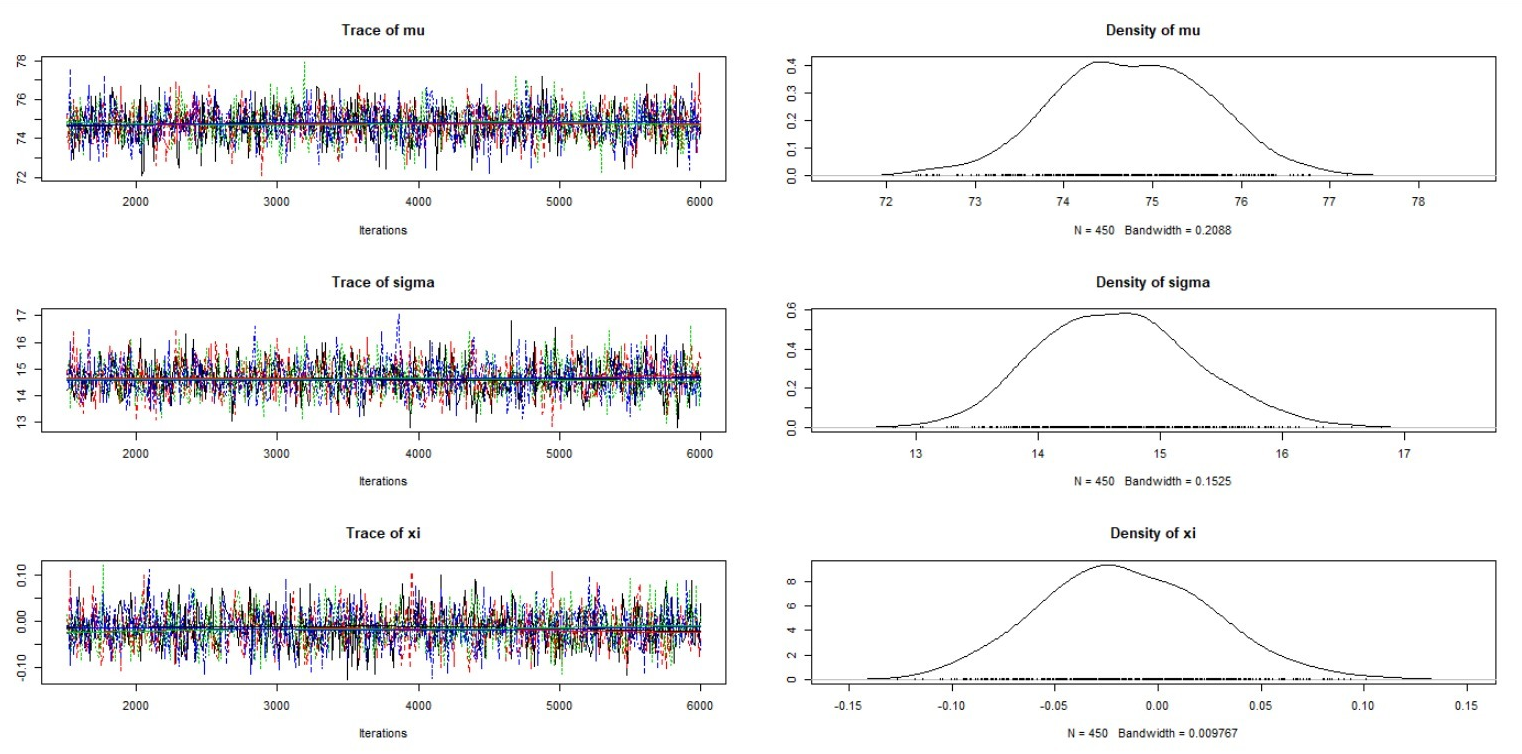 Trace of mu
78
76
74
72
2000 3000 4000 5000 6000
Iterations
Density of mu
0.4
0.3
0.2
0.1
0.0
72 73 74 75 76 77 78
N = 450 Bandwidth = 0.2088
Trace of sigma
17
16
15
14
13
2000 3000 4000 5000 6000
Iterations
Density of sigma
0.6
0.4
0.2
0.0
13 14 15 16 17
N = 450 Bandwidth = 0.1525
Trace of xi
0.10
0.00
-0.10
2000 3000 4000 5000 6000
Iterations
Density of xi
8
6
4
2
0
-0.15 -0.10 -0.05 0.00 0.05 0.10 0.15
N = 450 Bandwidth = 0.009767